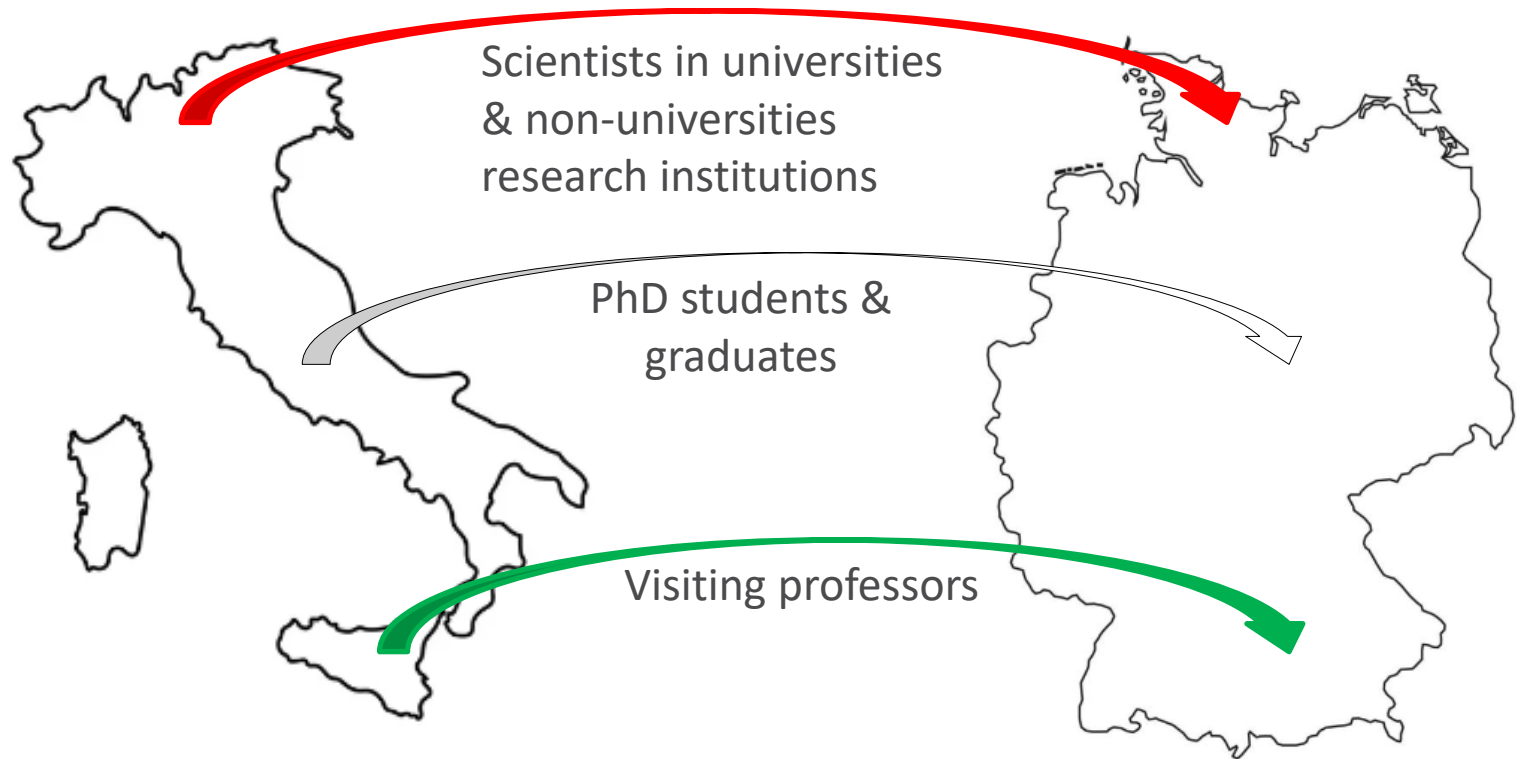 Scientists in universities
& non-universities
research institutions
PhD students &
graduates
Visiting professors